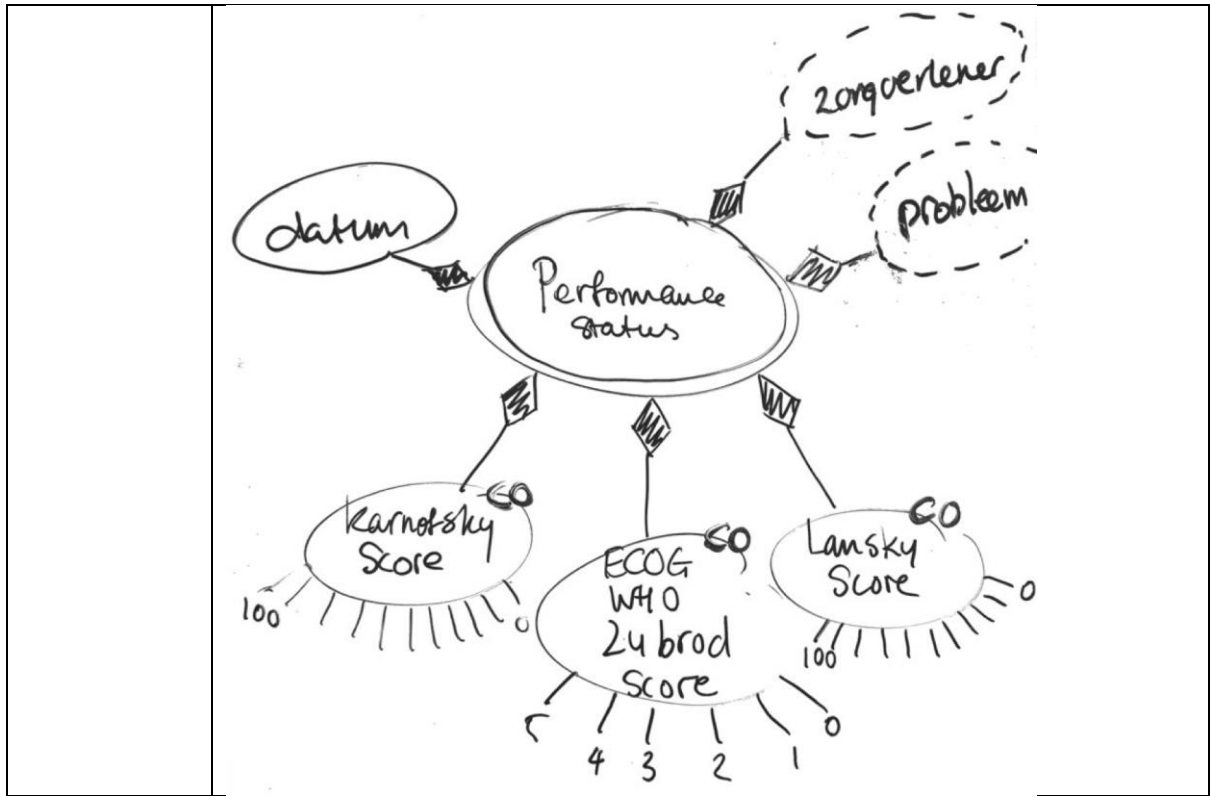 zorgverlener
probleem
datum
Performance
status
Karnofsky
Score
CO
100
0
ECOG
WHO
Zubrod
Score
CO
5
4
3
2
1
0
Lansky
Score
CO
100
0